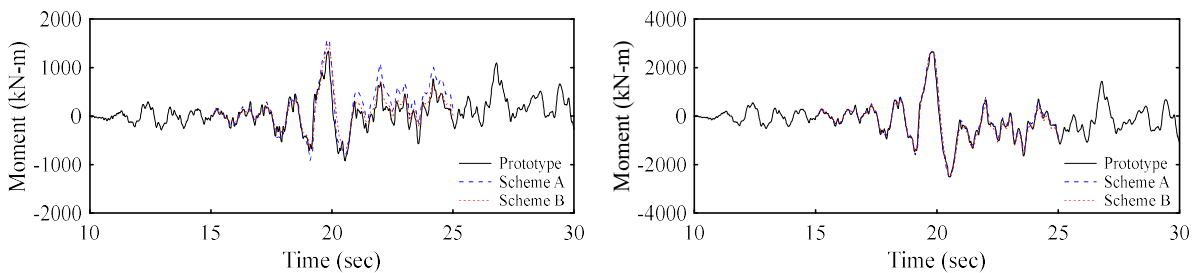 2000
1000
0
-1000
-2000
Moment (kN-m)
Prototype
Scheme A
Scheme B
10 15 20 25 30
Time (sec)
4000
2000
0
-2000
-4000
Moment (kN-m)
Prototype
Scheme A
Scheme B
10 15 20 25 30
Time (sec)